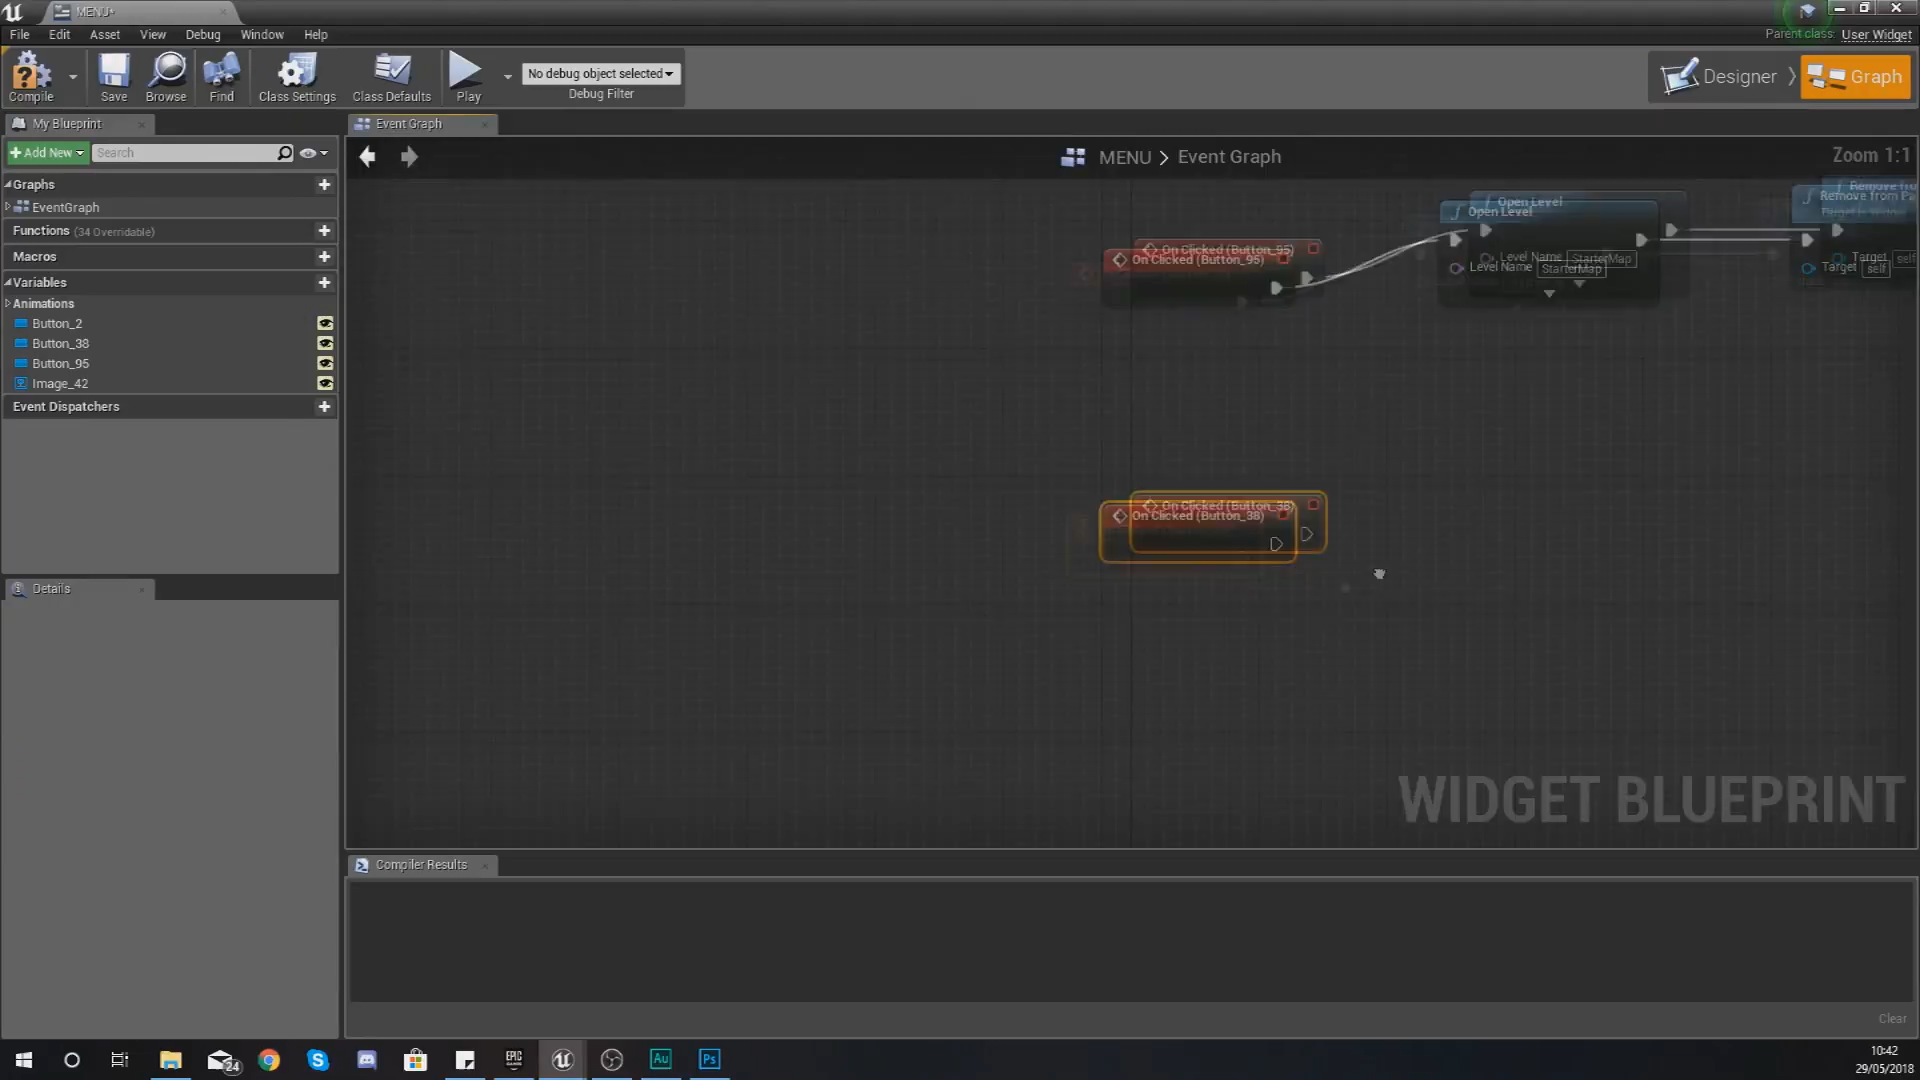 MENU*
File Edit Asset View Debug Window Help
Parent class: User Widget
Compile Save Browse Find Class Settings Class Defaults Play
No debug object selected
Debug Filter
Designer Graph
My Blueprint
Event Graph
Add New Search
MENU > Event Graph
Zoom 1:1
Graphs
EventGraph
Functions (34 Overridable)
Macros
Variables
Animations
Button_2
Button_38
Button_95
Image_42
Event Dispatchers
On Clicked (Button_95)
On Clicked (Button_95)
Open Level
Open Level
Level Name StarterMap
Level Name StarterMap
Remove from Pa
Target self
Target self
On Clicked (Button_38)
On Clicked (Button_38)
Details
WIDGET BLUEPRINT
Compiler Results
Clear
24
EPIC
Au
Ps
10:42
29/05/2018